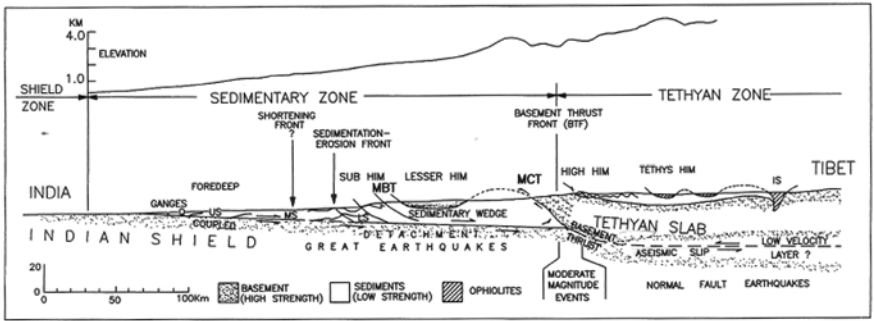 KM
4.0
ELEVATION
1.0
SHIELD
ZONE
SEDIMENTARY ZONE
TETHYAN ZONE
SHORTENING
FRONT
?
SEDIMENTATION-
EROSION FRONT
BASEMENT THRUST
FRONT (BTF)
SUB HIM
MBT
LESSER HIM
MCT
HIGH HIM
TETHYS HIM
IS
TIBET
INDIA
FOREDEEP
GANGES
US
MS
LS
COUPLED
SEDIMENTARY WEDGE
INDIAN SHIELD
DETACHMENT
GREAT EARTHQUAKES
BASEMENT
THRUST
TETHYAN SLAB
ASEISMIC SLIP
LOW VELOCITY
LAYER ?
20
0
0 50 100Km
BASEMENT
(HIGH STRENGTH)
SEDIMENTS
(LOW STRENGTH)
OPHIOLITES
MODERATE
MAGNITUDE
EVENTS
NORMAL FAULT EARTHQUAKES